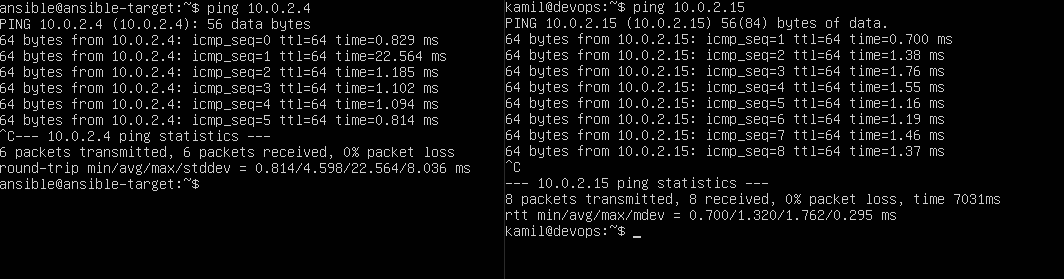 ansible@ansible-target:~$ ping 10.0.2.4
PING 10.0.2.4 (10.0.2.4): 56 data bytes
64 bytes from 10.0.2.4: icmp_seq=0 ttl=64 time=0.829 ms
64 bytes from 10.0.2.4: icmp_seq=1 ttl=64 time=22.564 ms
64 bytes from 10.0.2.4: icmp_seq=2 ttl=64 time=1.185 ms
64 bytes from 10.0.2.4: icmp_seq=3 ttl=64 time=1.102 ms
64 bytes from 10.0.2.4: icmp_seq=4 ttl=64 time=1.094 ms
64 bytes from 10.0.2.4: icmp_seq=5 ttl=64 time=0.814 ms
^C--- 10.0.2.4 ping statistics ---
6 packets transmitted, 6 packets received, 0% packet loss
round-trip min/avg/max/stddev = 0.814/4.598/22.564/8.036 ms
ansible@ansible-target:~$
kamil@devops:~$ ping 10.0.2.15
PING 10.0.2.15 (10.0.2.15) 56(84) bytes of data.
64 bytes from 10.0.2.15: icmp_seq=1 ttl=64 time=0.700 ms
64 bytes from 10.0.2.15: icmp_seq=2 ttl=64 time=1.38 ms
64 bytes from 10.0.2.15: icmp_seq=3 ttl=64 time=1.76 ms
64 bytes from 10.0.2.15: icmp_seq=4 ttl=64 time=1.55 ms
64 bytes from 10.0.2.15: icmp_seq=5 ttl=64 time=1.16 ms
64 bytes from 10.0.2.15: icmp_seq=6 ttl=64 time=1.19 ms
64 bytes from 10.0.2.15: icmp_seq=7 ttl=64 time=1.46 ms
64 bytes from 10.0.2.15: icmp_seq=8 ttl=64 time=1.37 ms
^C
--- 10.0.2.15 ping statistics ---
8 packets transmitted, 8 received, 0% packet loss, time 7031ms
rtt min/avg/max/mdev = 0.700/1.320/1.762/0.295 ms
kamil@devops:~$ _